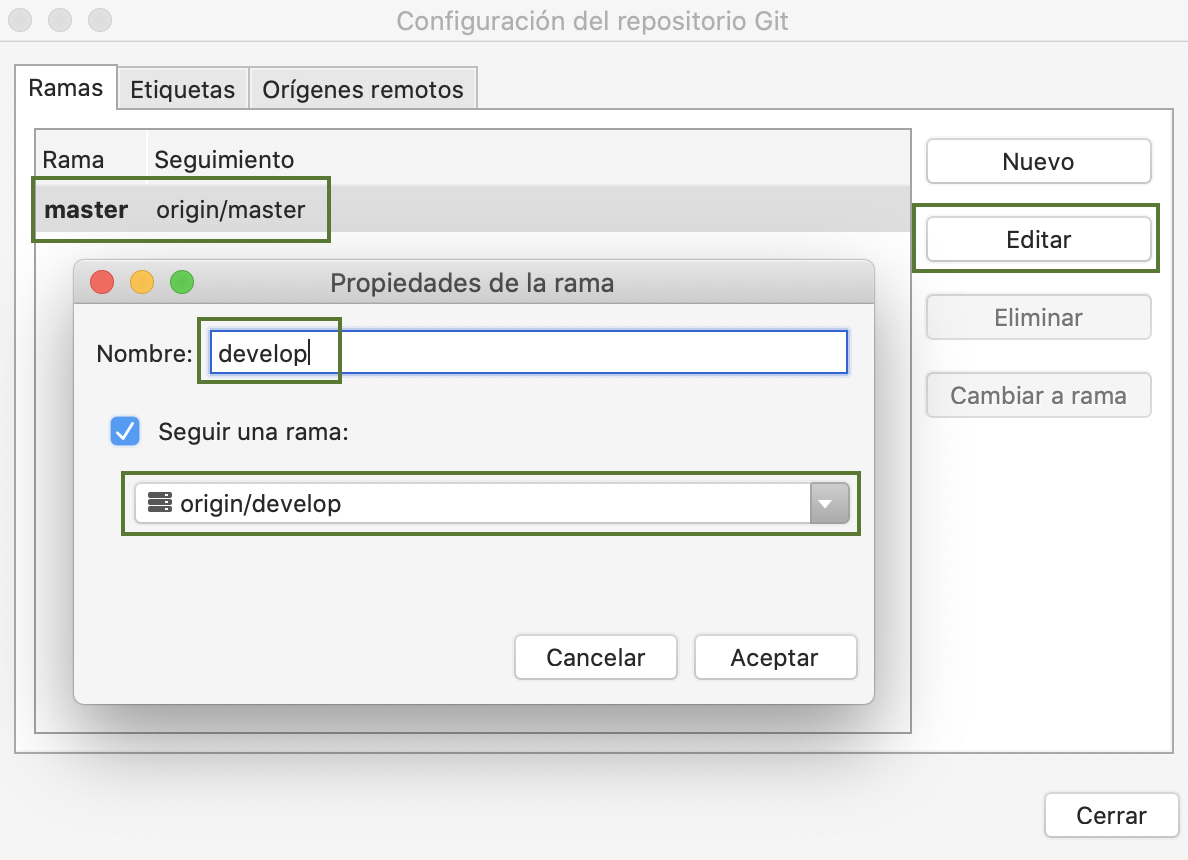 Configuración del repositorio Git
Ramas Etiquetas Orígenes remotos
Rama Seguimiento
master origin/master
Nuevo
Editar
Eliminar
Cambiar a rama
Propiedades de la rama
Nombre: develop
Seguir una rama:
origin/develop
Cancelar Aceptar
Cerrar